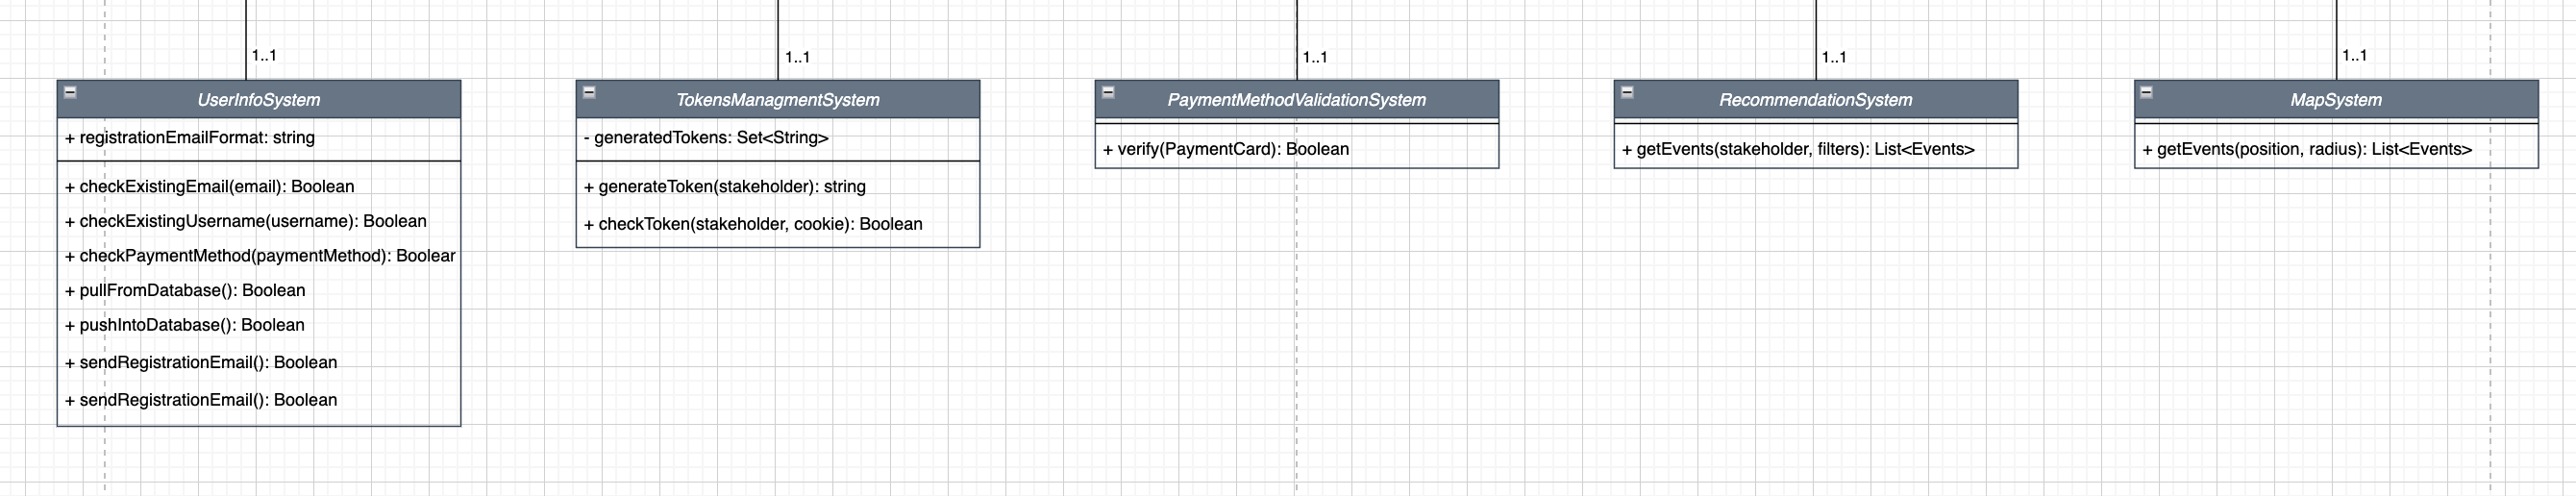 1..1
UserInfoSystem
+ registrationEmailFormat: string
+ checkExistingEmail(email): Boolean
+ checkExistingUsername(username): Boolean
+ checkPaymentMethod(paymentMethod): Boolear
+ pullFromDatabase(): Boolean
+ pushIntoDatabase(): Boolean
+ sendRegistrationEmail(): Boolean
+ sendRegistrationEmail(): Boolean
1..1
TokensManagmentSystem
- generatedTokens: Set<String>
+ generateToken(stakeholder): string
+ checkToken(stakeholder, cookie): Boolean
1..1
PaymentMethodValidationSystem
+ verify(PaymentCard): Boolean
1..1
RecommendationSystem
+ getEvents(stakeholder, filters): List<Events>
1..1
MapSystem
+ getEvents(position, radius): List<Events>